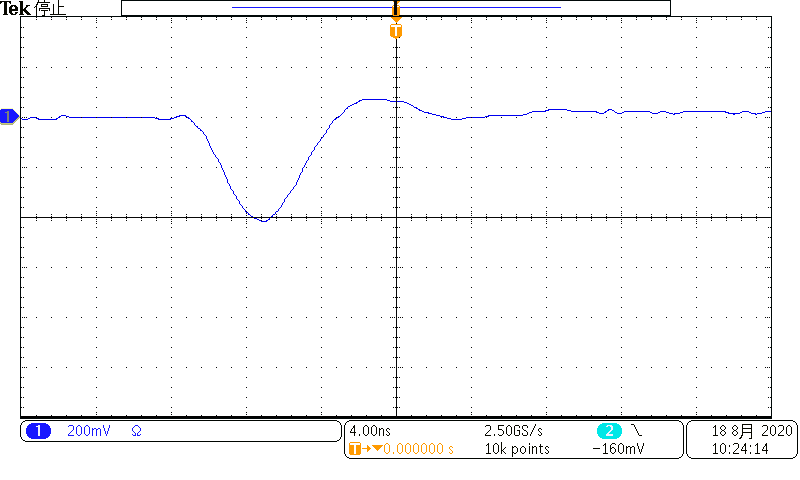 Tek 停止
T
1
1 200mV Ω
4.00ns 2.50GS/s 2
T→▼0.000000 s 10k points −160mV
18 8月 2020
10:24:14